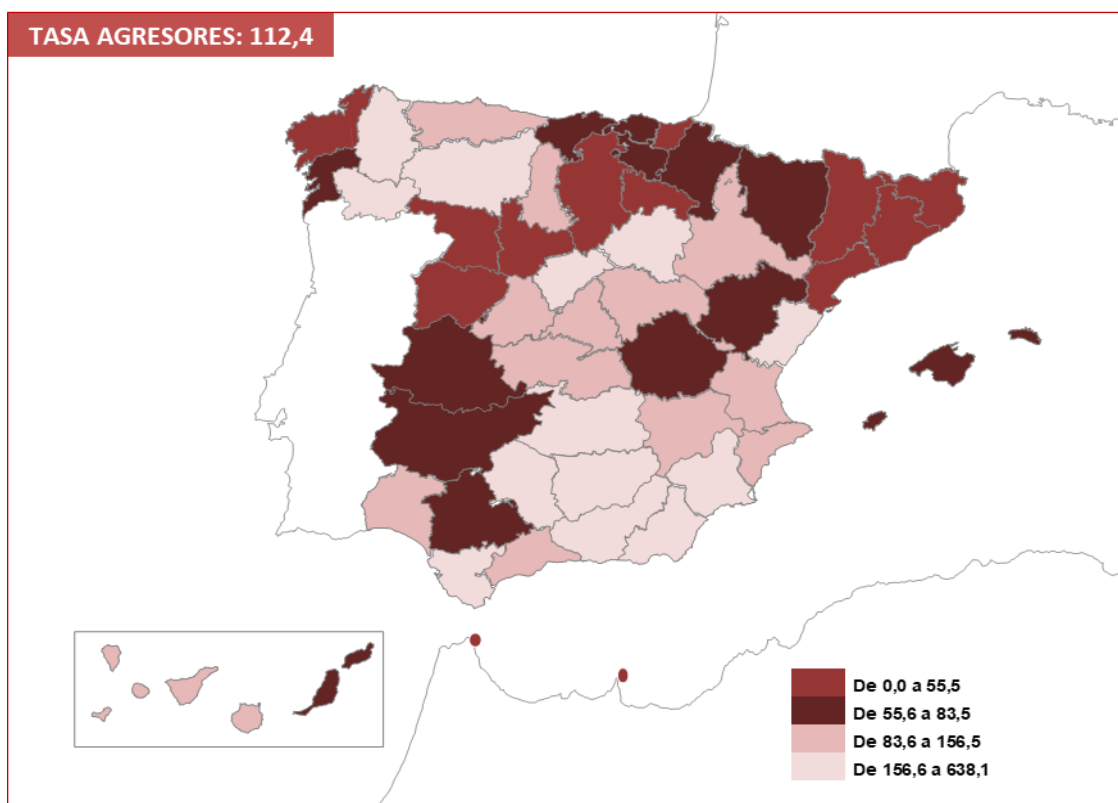 TASA AGRESORES: 112,4
De 0,0 a 55,5
De 55,6 a 83,5
De 83,6 a 156,5
De 156,6 a 638,1